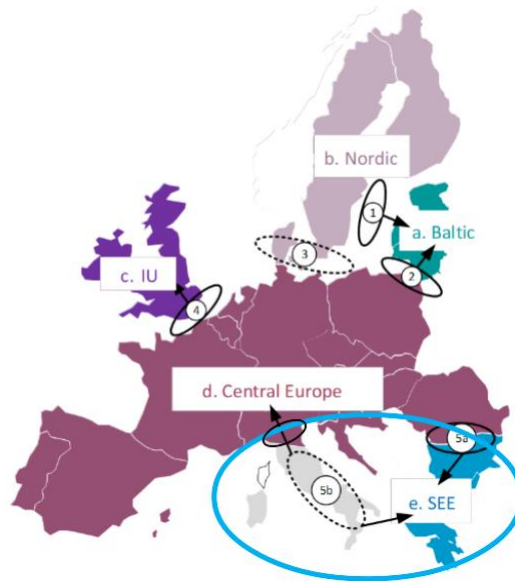 b. Nordic
1
a. Baltic
3
c. IU
2
4
d. Central Europe
5a
5b
e. SEE